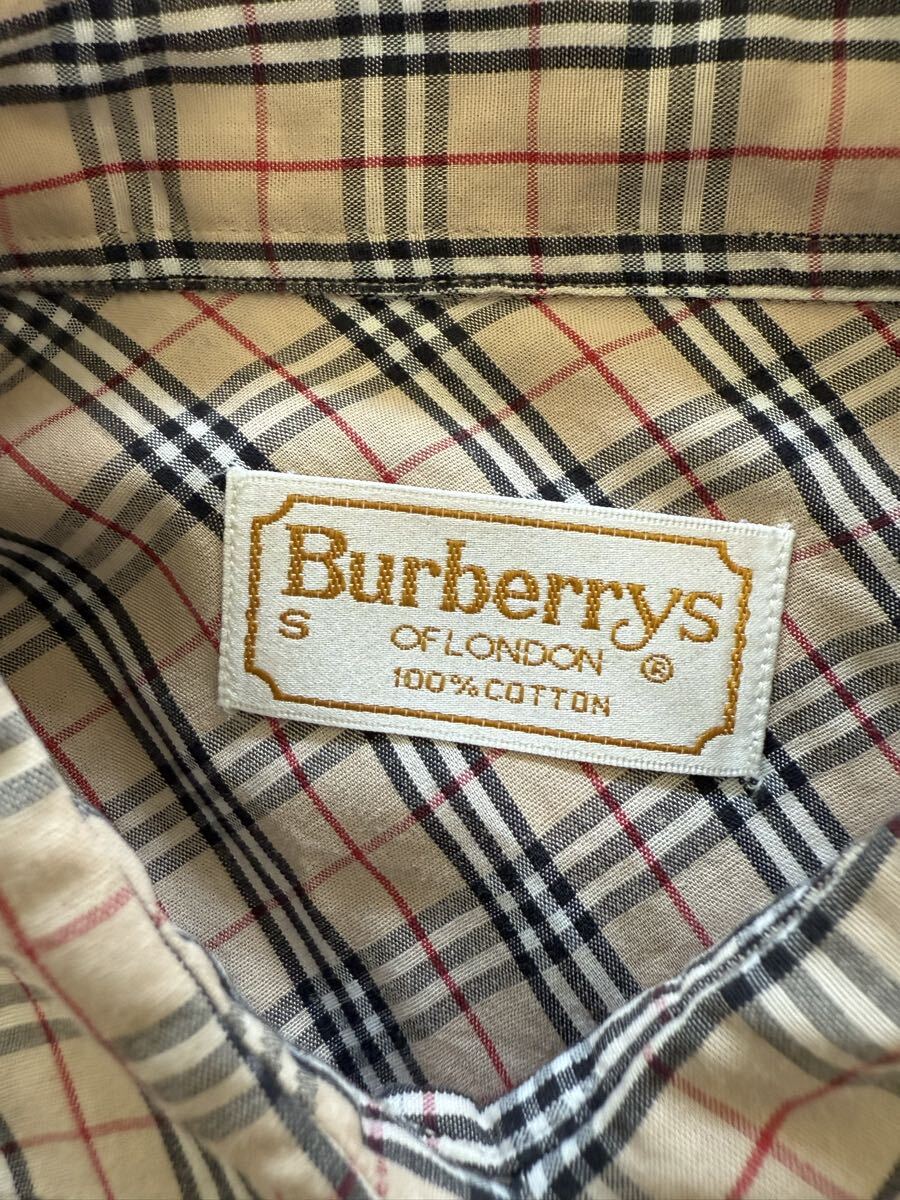 Burberrys
S OF LONDON ®
100% COTTON